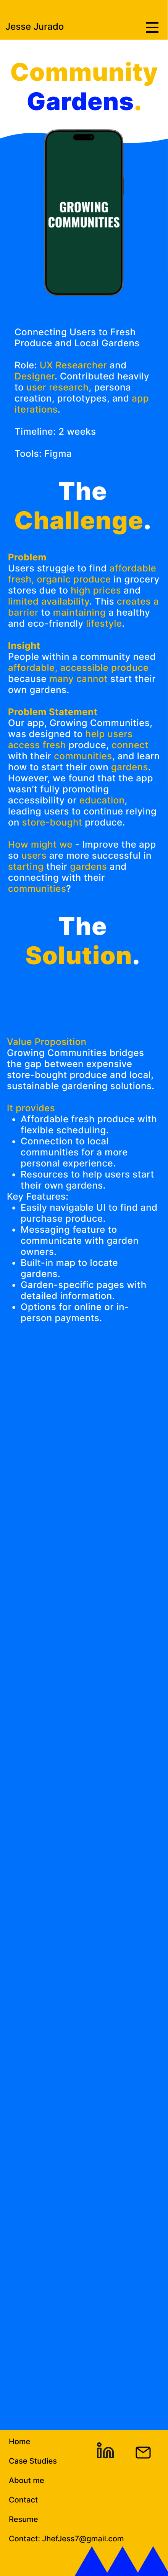 Jesse Jurado
Community
Gardens.
GROWING
COMMUNITIES
Connecting Users to Fresh
Produce and Local Gardens
Role: UX Researcher and
Designer. Contributed heavily
to user research, persona
creation, prototypes, and app
iterations.
Timeline: 2 weeks
Tools: Figma
The
Challenge.
Problem
Users struggle to find affordable
fresh, organic produce in grocery
stores due to high prices and
limited availability. This creates a
barrier to maintaining a healthy
and eco-friendly lifestyle.
Insight
People within a community need
affordable, accessible produce
because many cannot start their
own gardens.
Problem Statement
Our app, Growing Communities,
was designed to help users
access fresh produce, connect
with their communities, and learn
how to start their own gardens.
However, we found that the app
wasn't fully promoting
accessibility or education,
leading users to continue relying
on store-bought produce.
How might we - Improve the app
so users are more successful in
starting their gardens and
connecting with their
communities?
The
Solution.
Value Proposition
Growing Communities bridges
the gap between expensive
store-bought produce and local,
sustainable gardening solutions.
It provides
• Affordable fresh produce with
flexible scheduling.
• Connection to local
communities for a more
personal experience.
• Resources to help users start
their own gardens.
Key Features:
• Easily navigable UI to find and
purchase produce.
• Messaging feature to
communicate with garden
owners.
• Built-in map to locate
gardens.
• Garden-specific pages with
detailed information.
• Options for online or in-
person payments.
Home
Case Studies
About me
Contact
Resume
Contact: JhefJess7@gmail.com